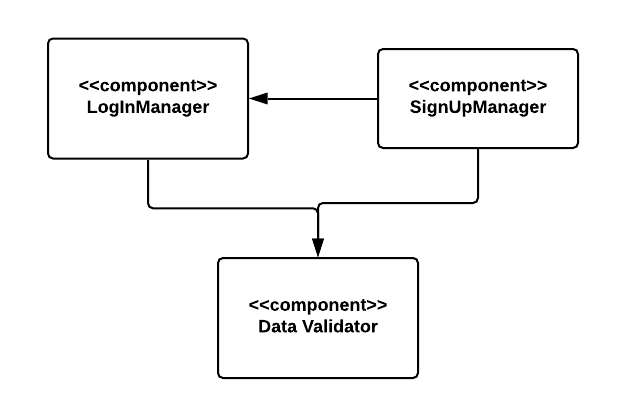 <<component>>
LogInManager
<<component>>
SignUpManager
<<component>>
Data Validator